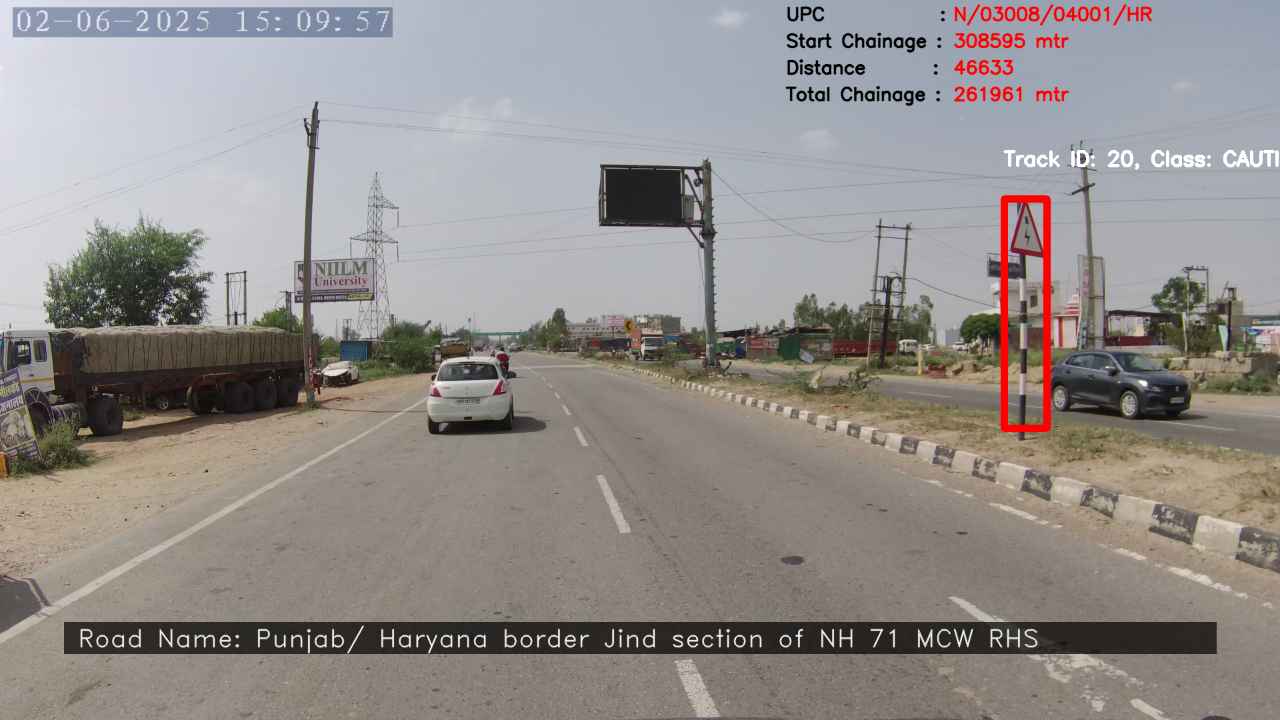 02-06-2025 15:09:57
UPC : N/03008/04001/HR
Start Chainage : 308595 mtr
Distance : 46633
Total Chainage : 261961 mtr
Track ID: 20, Class: CAUTI
NIILM
University
Road Name: Punjab/ Haryana border Jind section of NH 71 MCW RHS